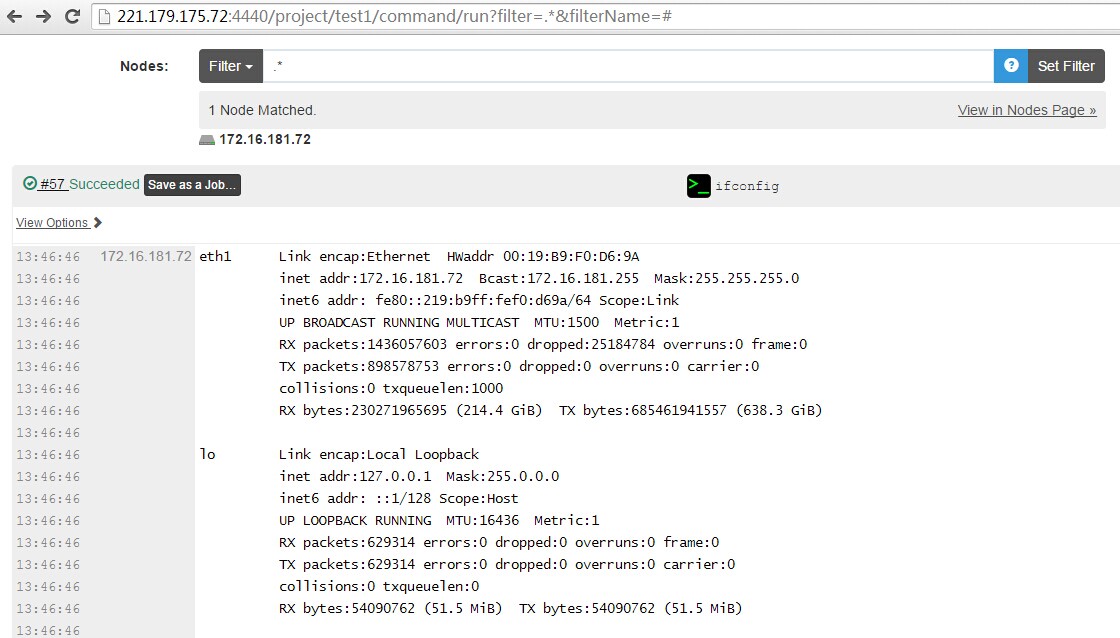 221.179.175.72:4440/project/test1/command/run?filter=.*&filterName=#
Nodes: Filter .* ? Set Filter
1 Node Matched. View in Nodes Page »
172.16.181.72
#57 Succeeded Save as a Job... >_ ifconfig
View Options
13:46:46 172.16.181.72 eth1 Link encap:Ethernet HWaddr 00:19:B9:F0:D6:9A
13:46:46 inet addr:172.16.181.72 Bcast:172.16.181.255 Mask:255.255.255.0
13:46:46 inet6 addr: fe80::219:b9ff:fef0:d69a/64 Scope:Link
13:46:46 UP BROADCAST RUNNING MULTICAST MTU:1500 Metric:1
13:46:46 RX packets:1436057603 errors:0 dropped:25184784 overruns:0 frame:0
13:46:46 TX packets:898578753 errors:0 dropped:0 overruns:0 carrier:0
13:46:46 collisions:0 txqueuelen:1000
13:46:46 RX bytes:230271965695 (214.4 GiB) TX bytes:685461941557 (638.3 GiB)
13:46:46
13:46:46 lo Link encap:Local Loopback
13:46:46 inet addr:127.0.0.1 Mask:255.0.0.0
13:46:46 inet6 addr: ::1/128 Scope:Host
13:46:46 UP LOOPBACK RUNNING MTU:16436 Metric:1
13:46:46 RX packets:629314 errors:0 dropped:0 overruns:0 frame:0
13:46:46 TX packets:629314 errors:0 dropped:0 overruns:0 carrier:0
13:46:46 collisions:0 txqueuelen:0
13:46:46 RX bytes:54090762 (51.5 MiB) TX bytes:54090762 (51.5 MiB)
13:46:46